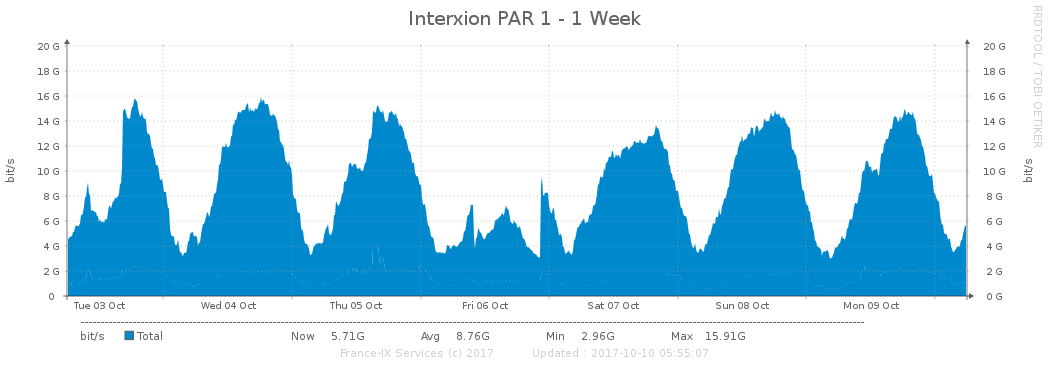 Interxion PAR 1 - 1 Week
RRDTOOL / TOBI OETIKER
bit/s
20 G
18 G
16 G
14 G
12 G
10 G
8 G
6 G
4 G
2 G
0
20 G
18 G
16 G
14 G
12 G
10 G
8 G
6 G
4 G
2 G
0 G
bit/s
Tue 03 Oct Wed 04 Oct Thu 05 Oct Fri 06 Oct Sat 07 Oct Sun 08 Oct Mon 09 Oct
bit/s Total Now 5.71G Avg 8.76G Min 2.96G Max 15.91G
France-IX Services (c) 2017 Updated : 2017-10-10 05:55:07